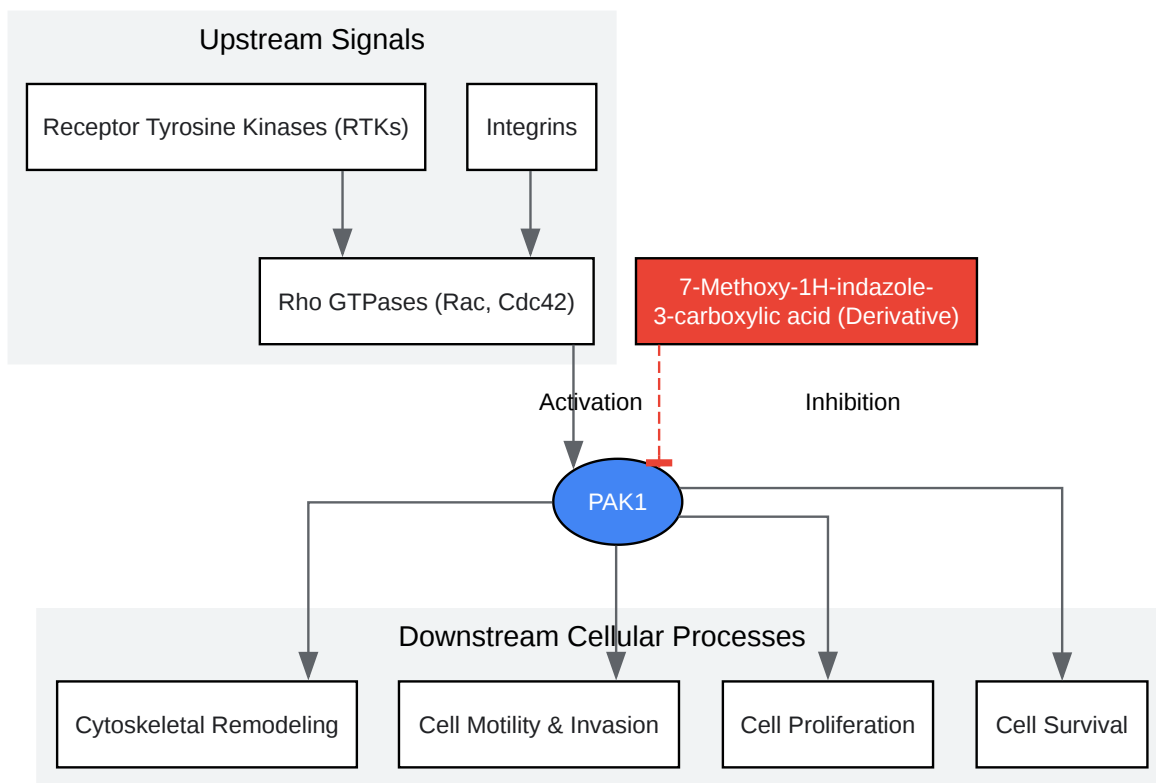 Upstream Signals
Receptor Tyrosine Kinases (RTKs)
Integrins
Rho GTPases (Rac, Cdc42)
7-Methoxy-1H-indazole-
3-carboxylic acid (Derivative)
Activation
Inhibition
PAK1
Downstream Cellular Processes
Cytoskeletal Remodeling
Cell Motility & Invasion
Cell Proliferation
Cell Survival